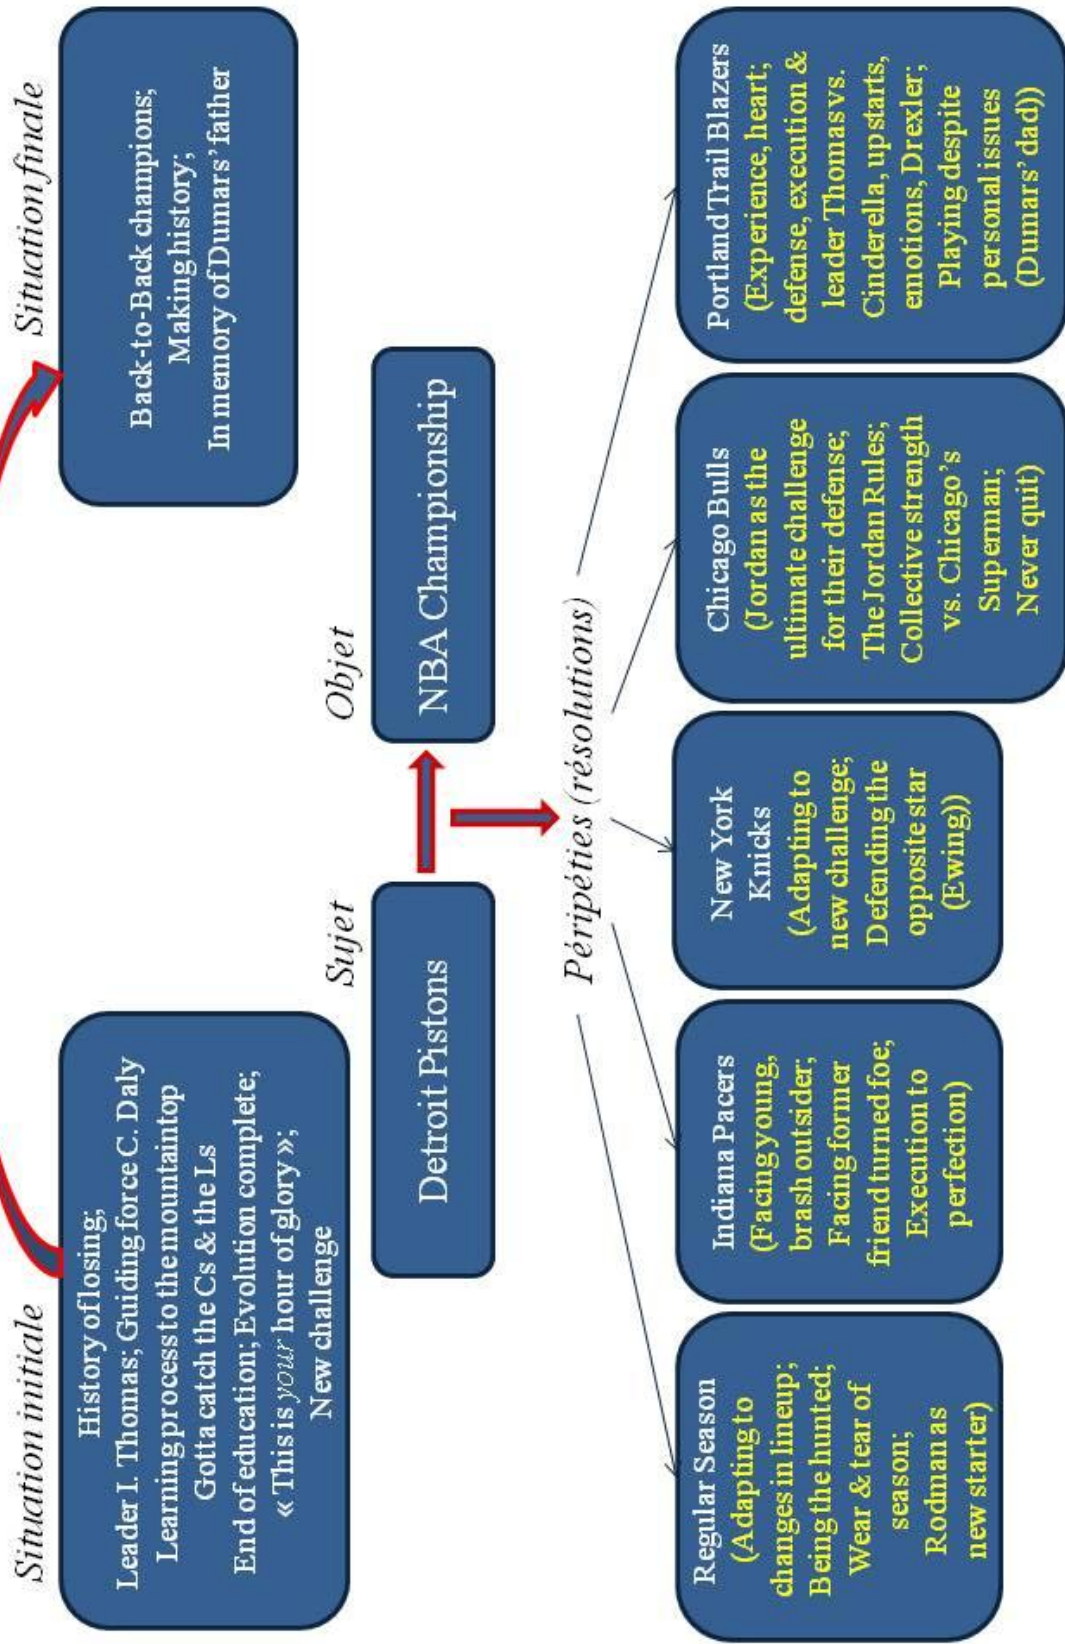 Situation initiale
History of losing;
Leader I. Thomas; Guiding force C. Daly
Learning process to the mountaintop
Gotta catch the Cs & the Ls
End of education; Evolution complete;
« This is your hour of glory »;
New challenge
Situation finale
Back-to-Back champions;
Making history;
In memory of Dumars' father
Sujet
Detroit Pistons
Objet
NBA Championship
Péripéties (résolutions)
Regular Season
(Adapting to
changes in lineup;
Being the hunted;
Wear & tear of
season;
Rodman as
new starter)
Indiana Pacers
(Facing young,
brash outsider;
Facing former
friend turned foe;
Execution to
perfection)
New York
Knicks
(Adapting to
new challenge;
Defending the
opposite star
(Ewing))
Chicago Bulls
(Jordan as the
ultimate challenge
for their defense;
The Jordan Rules;
Collective strength
vs. Chicago's
Superman;
Never quit)
Portland Trail Blazers
(Experience, heart;
defense, execution &
leader Thomas vs.
Cinderella, upstarts,
emotions, Drexler;
Playing despite
personal issues
(Dumars' dad))